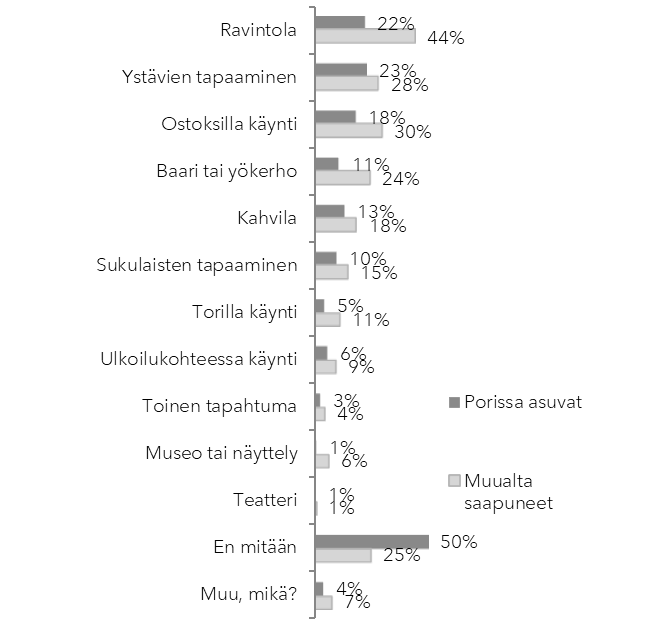 Ravintola
22%
44%
Ystävien tapaaminen
23%
28%
Ostoksilla käynti
18%
30%
Baari tai yökerho
11%
24%
Kahvila
13%
18%
Sukulaisten tapaaminen
10%
15%
Torilla käynti
5%
11%
Ulkoilukohteessa käynti
6%
9%
Toinen tapahtuma
3%
4%
Museo tai näyttely
1%
6%
Teatteri
1%
1%
En mitään
50%
25%
Muu, mikä?
4%
7%
Porissa asuvat
Muualta
saapuneet